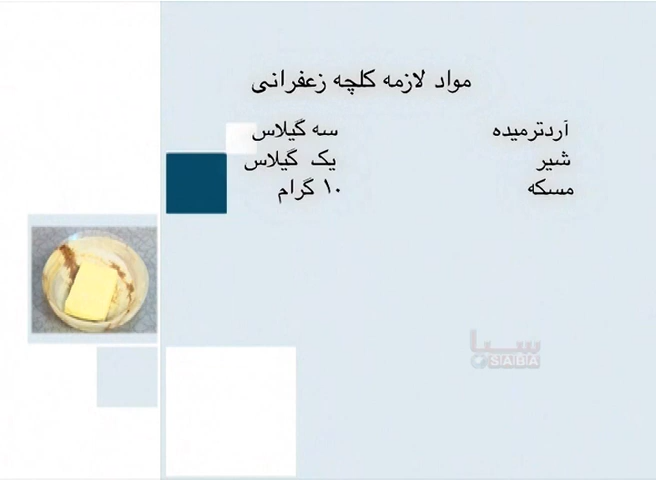 مواد لازمه کلچه زعفرانی
آردترمیده سه گیلاس
شیر یک گیلاس
مسکه ۱۰ گرام
سبا
SABA